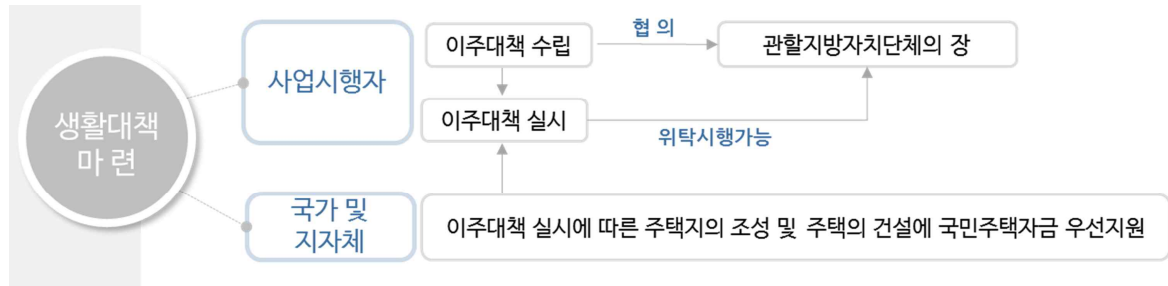 생활대책
마 련
사업시행자
이주대책 수립
협 의
관할지방자치단체의 장
이주대책 실시
위탁시행가능
국가 및
지자체
이주대책 실시에 따른 주택지의 조성 및 주택의 건설에 국민주택자금 우선지원